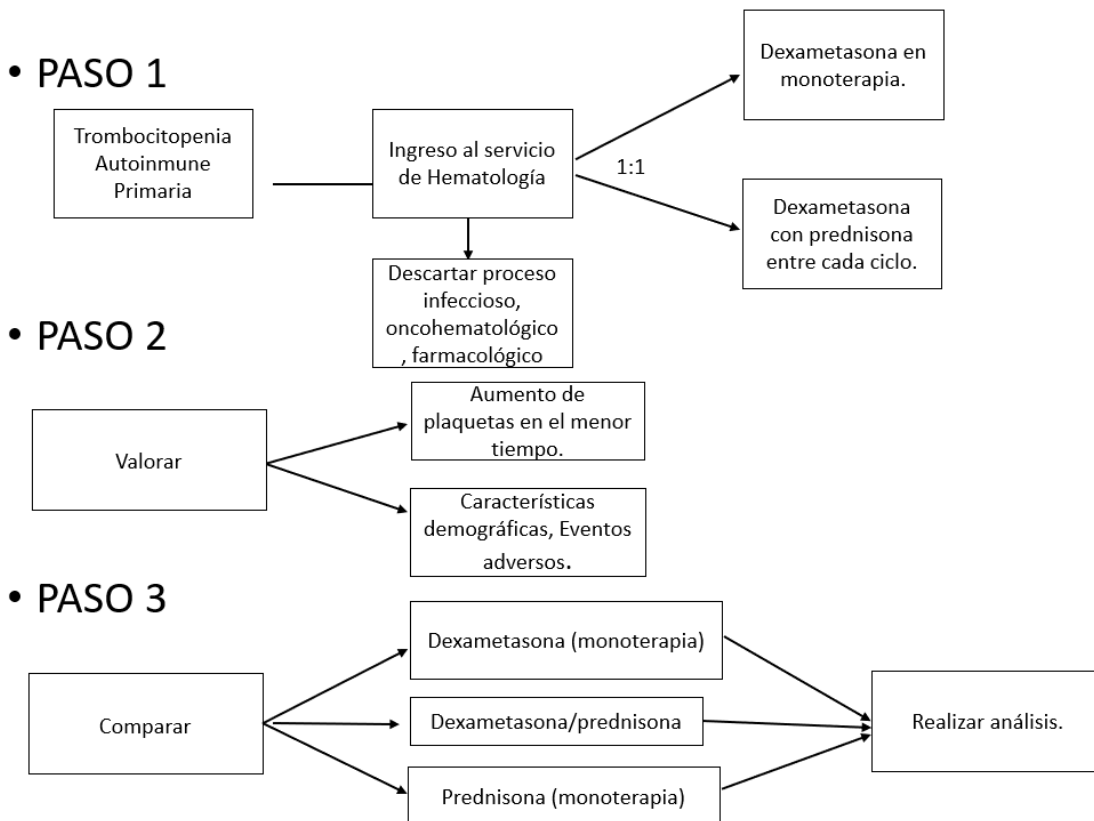 • PASO 1
Trombocitopenia
Autoinmune
Primaria
Ingreso al servicio
de Hematología
1:1
Dexametasona en
monoterapia.
Dexametasona
con prednisona
entre cada ciclo.
Descartar proceso
infeccioso,
oncohematológico
, farmacológico
• PASO 2
Valorar
Aumento de
plaquetas en el menor
tiempo.
Característícas
demográficas, Eventos
adversos.
• PASO 3
Comparar
Dexametasona (monoterapia)
Dexametasona/prednisona
Prednisona (monoterapia)
Realizar análisis.